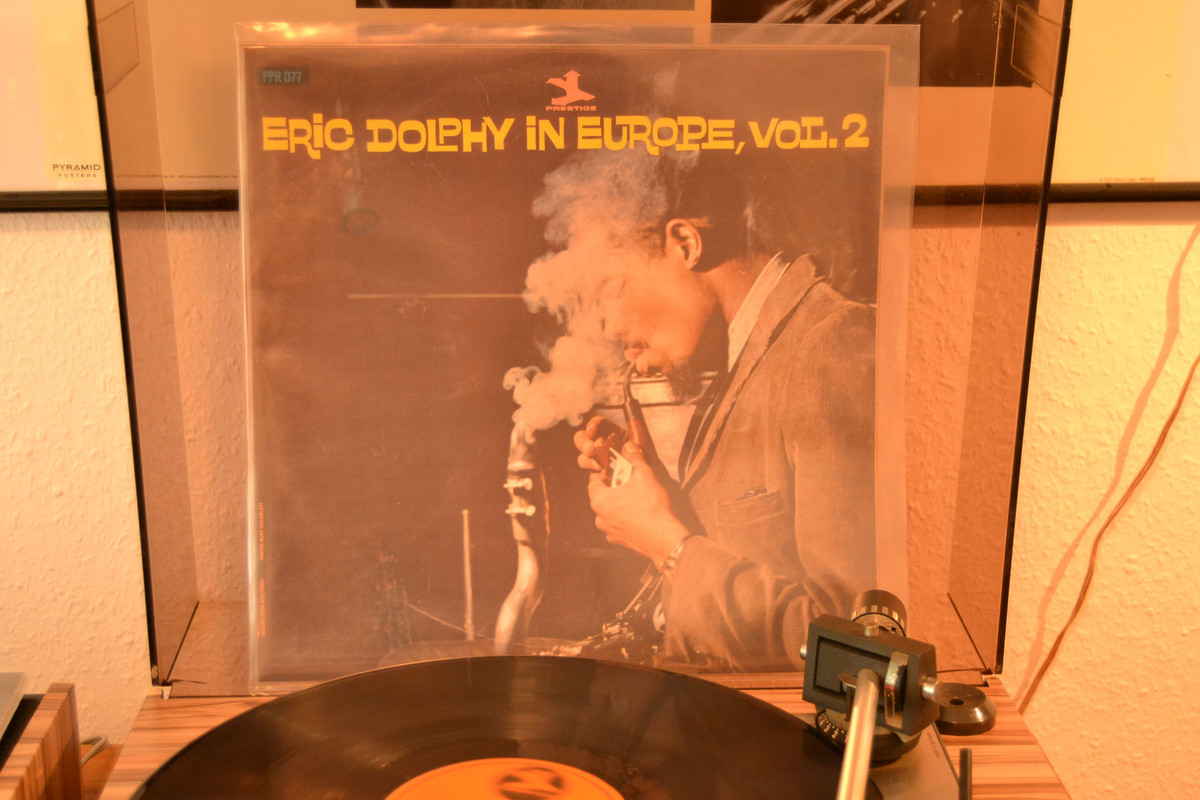 PPR 077
PRESTIGE
ERIC DOLPHY IN EUROPE, VOL. 2
PYRAMID
POSTERS